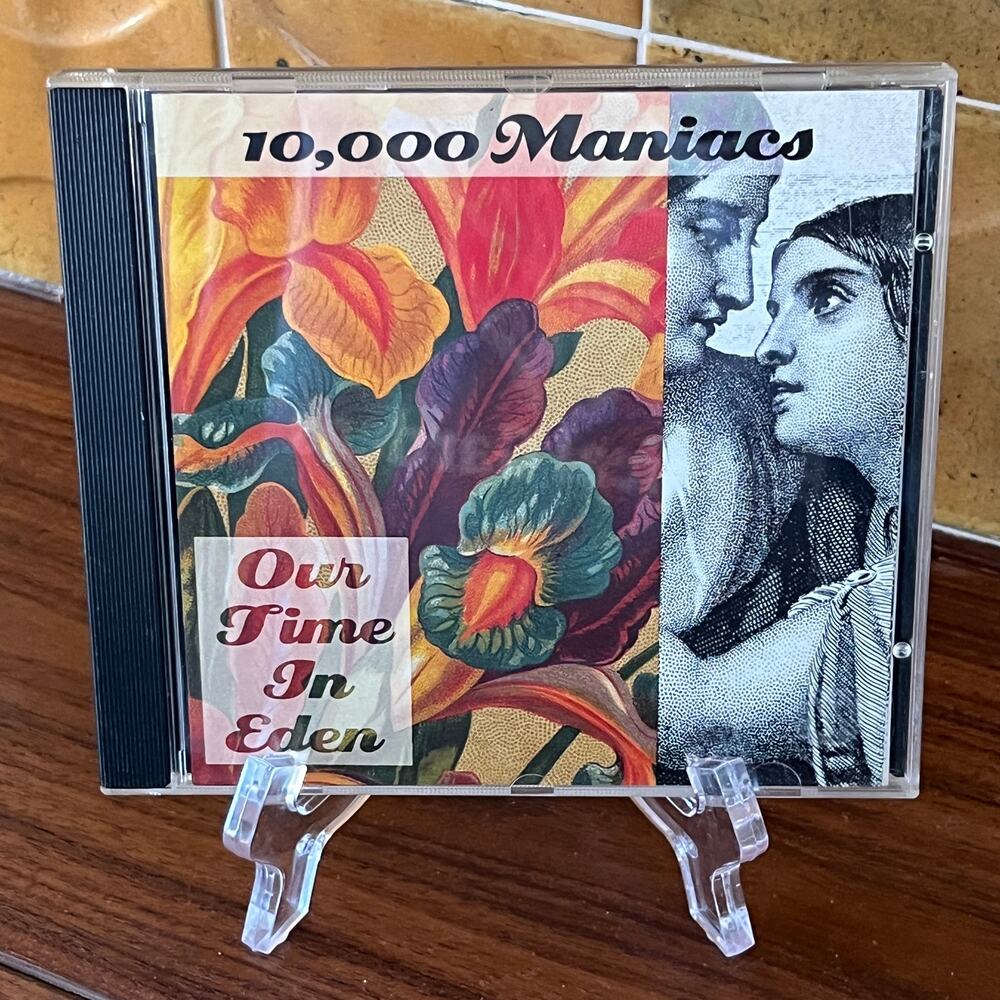 10,000 Maniacs
Our
Time
In
Eden